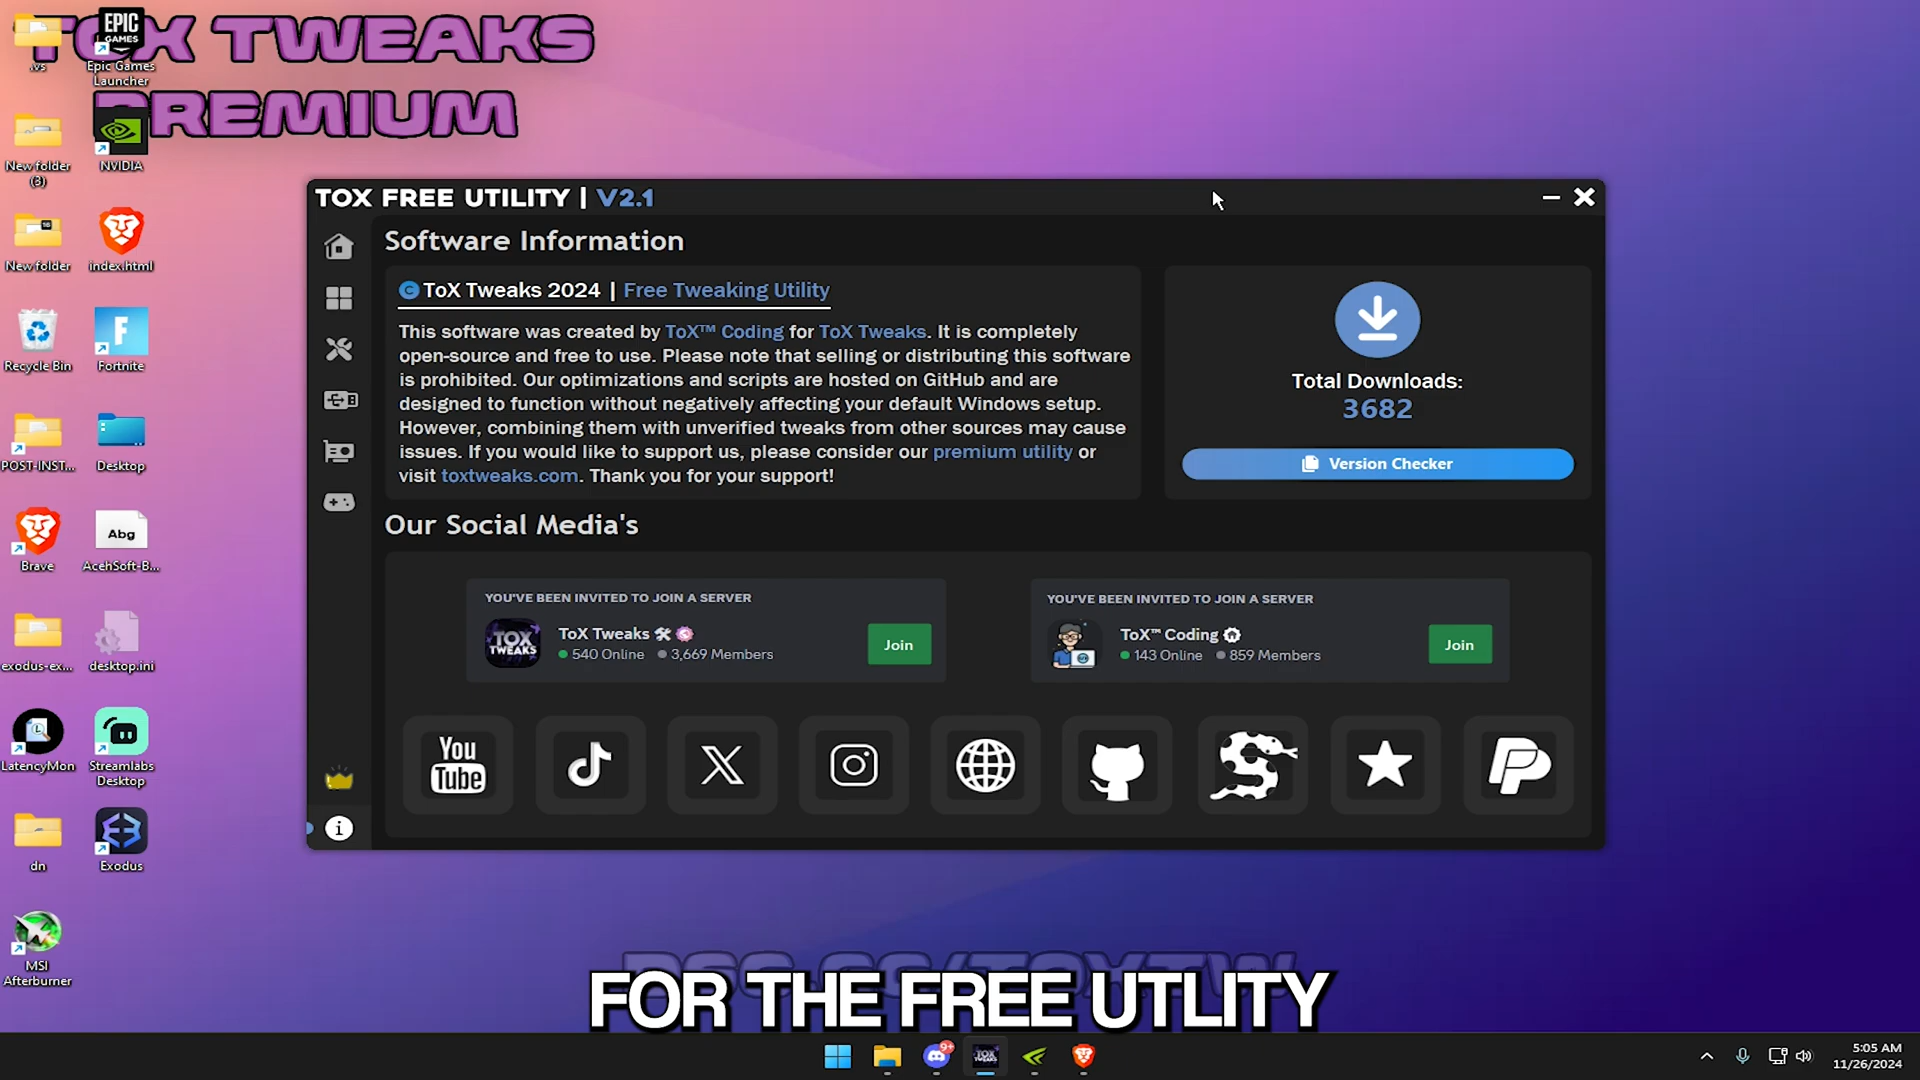 TOX TWEAKS
PREMIUM
.vs
Epic Games
Launcher
New folder
(3)
NVIDIA
New folder
index.html
Recycle Bin
Fortnite
POST-INST...
Desktop
Brave
Abg
AcehSoft-B...
exodus-ex...
desktop.ini
LatencyMon
Streamlabs
Desktop
dn
Exodus
MSI
Afterburner
TOX FREE UTILITY | V2.1
Software Information
© ToX Tweaks 2024 | Free Tweaking Utility
This software was created by ToX™ Coding for ToX Tweaks. It is completely
open-source and free to use. Please note that selling or distributing this software
is prohibited. Our optimizations and scripts are hosted on GitHub and are
designed to function without negatively affecting your default Windows setup.
However, combining them with unverified tweaks from other sources may cause
issues. If you would like to support us, please consider our premium utility or
visit toxtweaks.com. Thank you for your support!
Total Downloads:
3682
Version Checker
Our Social Media's
YOU'VE BEEN INVITED TO JOIN A SERVER
TOX
TWEAKS
ToX Tweaks
540 Online 3,669 Members
Join
YOU'VE BEEN INVITED TO JOIN A SERVER
ToX™ Coding
143 Online 859 Members
Join
You
Tube
DSC.GG/TOXTW
FOR THE FREE UTLITY
9+
5:05 AM
11/26/2024